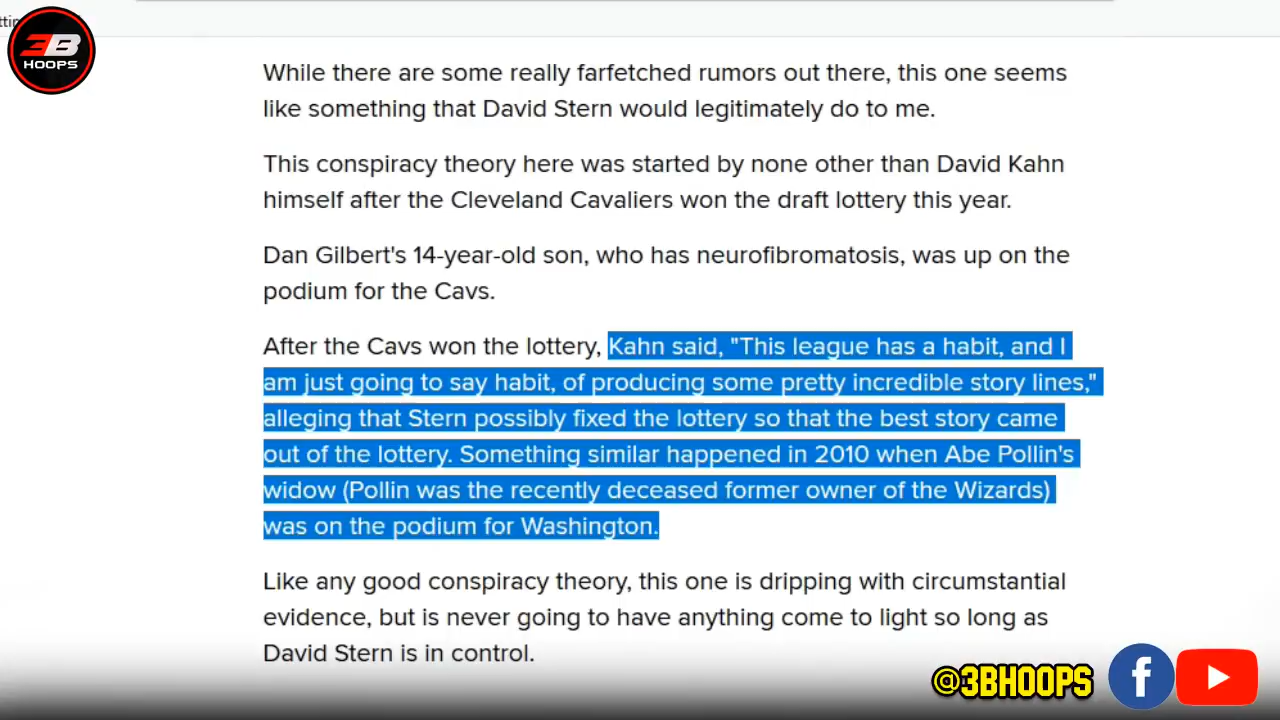 3B
HOOPS
While there are some really farfetched rumors out there, this one seems
like something that David Stern would legitimately do to me.
This conspiracy theory here was started by none other than David Kahn
himself after the Cleveland Cavaliers won the draft lottery this year.
Dan Gilbert's 14-year-old son, who has neurofibromatosis, was up on the
podium for the Cavs.
After the Cavs won the lottery, Kahn said, "This league has a habit, and I
am just going to say habit, of producing some pretty incredible story lines,"
alleging that Stern possibly fixed the lottery so that the best story came
out of the lottery. Something similar happened in 2010 when Abe Pollin's
widow (Pollin was the recently deceased former owner of the Wizards)
was on the podium for Washington.
Like any good conspiracy theory, this one is dripping with circumstantial
evidence, but is never going to have anything come to light so long as
David Stern is in control.
@3BHOOPS